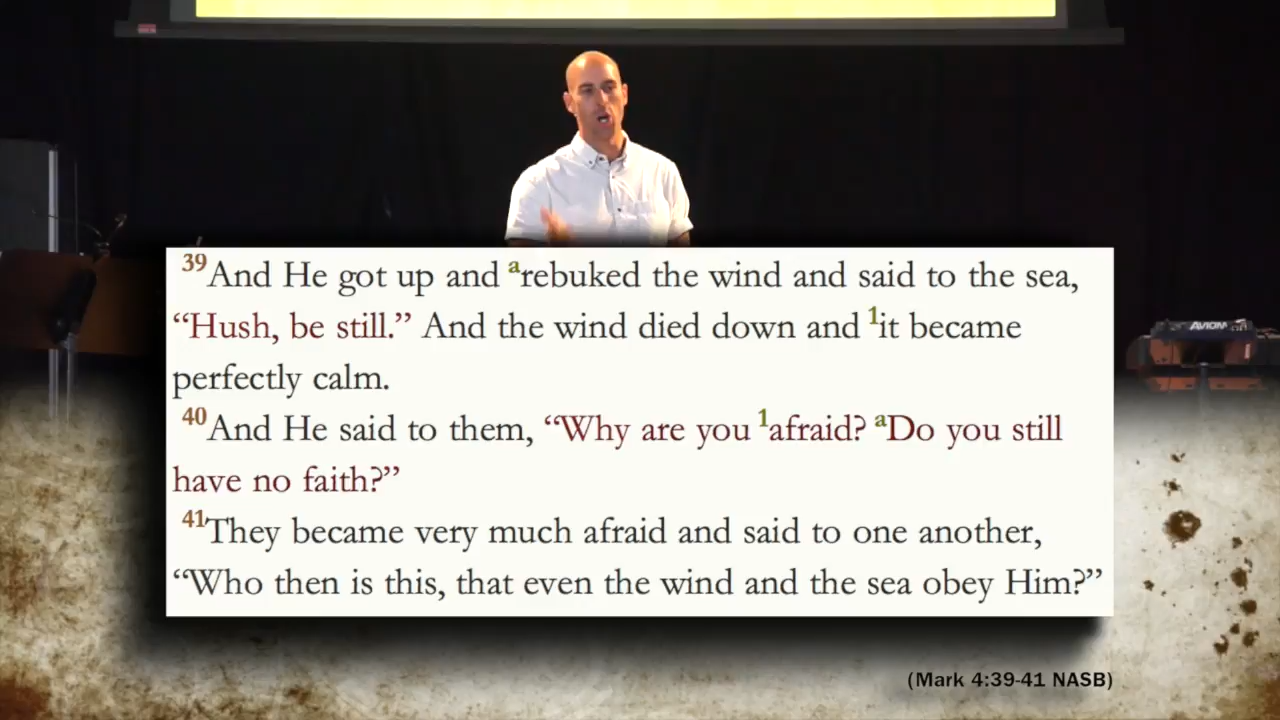 39And He got up and arebuked the wind and said to the sea,
“Hush, be still.” And the wind died down and 1it became
perfectly calm.
40And He said to them, “Why are you 1afraid? aDo you still
have no faith?”
41They became very much afraid and said to one another,
“Who then is this, that even the wind and the sea obey Him?”
AVIOM
(Mark 4:39-41 NASB)